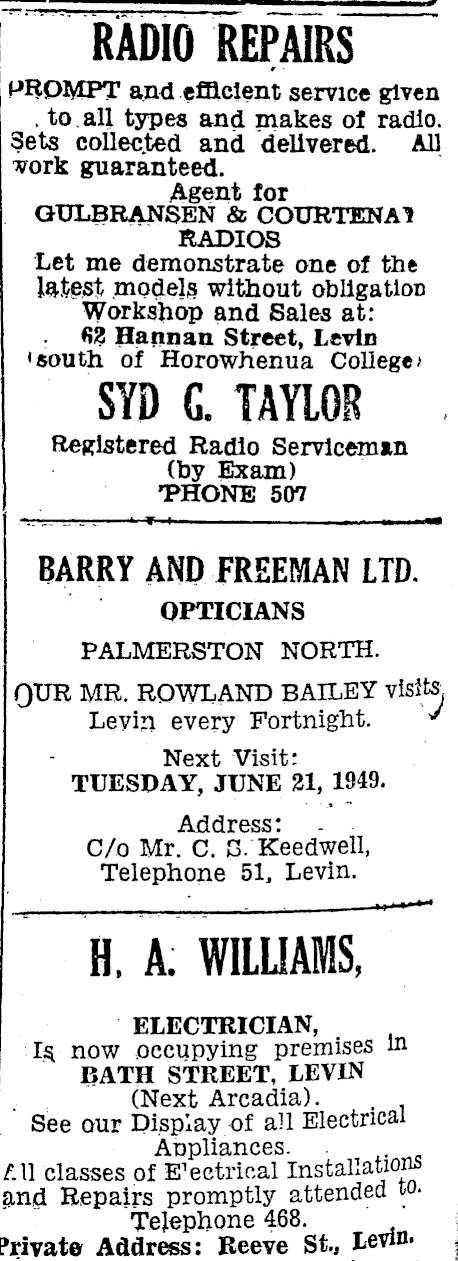 RADIO REPAIRS
PROMPT and efficient service given
to all types and makes of radio.
Sets collected and delivered. All
work guaranteed.
Agent for
GULBRANSEN & COURTENAY
RADIOS
Let me demonstrate one of the
latest models without obligation
Workshop and Sales at:
62 Hannan Street, Levin
(south of Horowhenua College)
SYD G. TAYLOR
Registered Radio Serviceman
(by Exam)
'PHONE 507
BARRY AND FREEMAN LTD.
OPTICIANS
PALMERSTON NORTH.
OUR MR. ROWLAND BAILEY visits
Levin every Fortnight.
Next Visit:
TUESDAY, JUNE 21, 1949.
Address:
C/o Mr. C. S. Keedwell,
Telephone 51, Levin.
H. A. WILLIAMS,
ELECTRICIAN,
Is now occupying premises in
BATH STREET, LEVIN
(Next Arcadia).
See our Display of all Electrical
Appliances.
All classes of Electrical Installations
and Repairs promptly attended to.
Telephone 468.
Private Address: Reeve St., Levin.